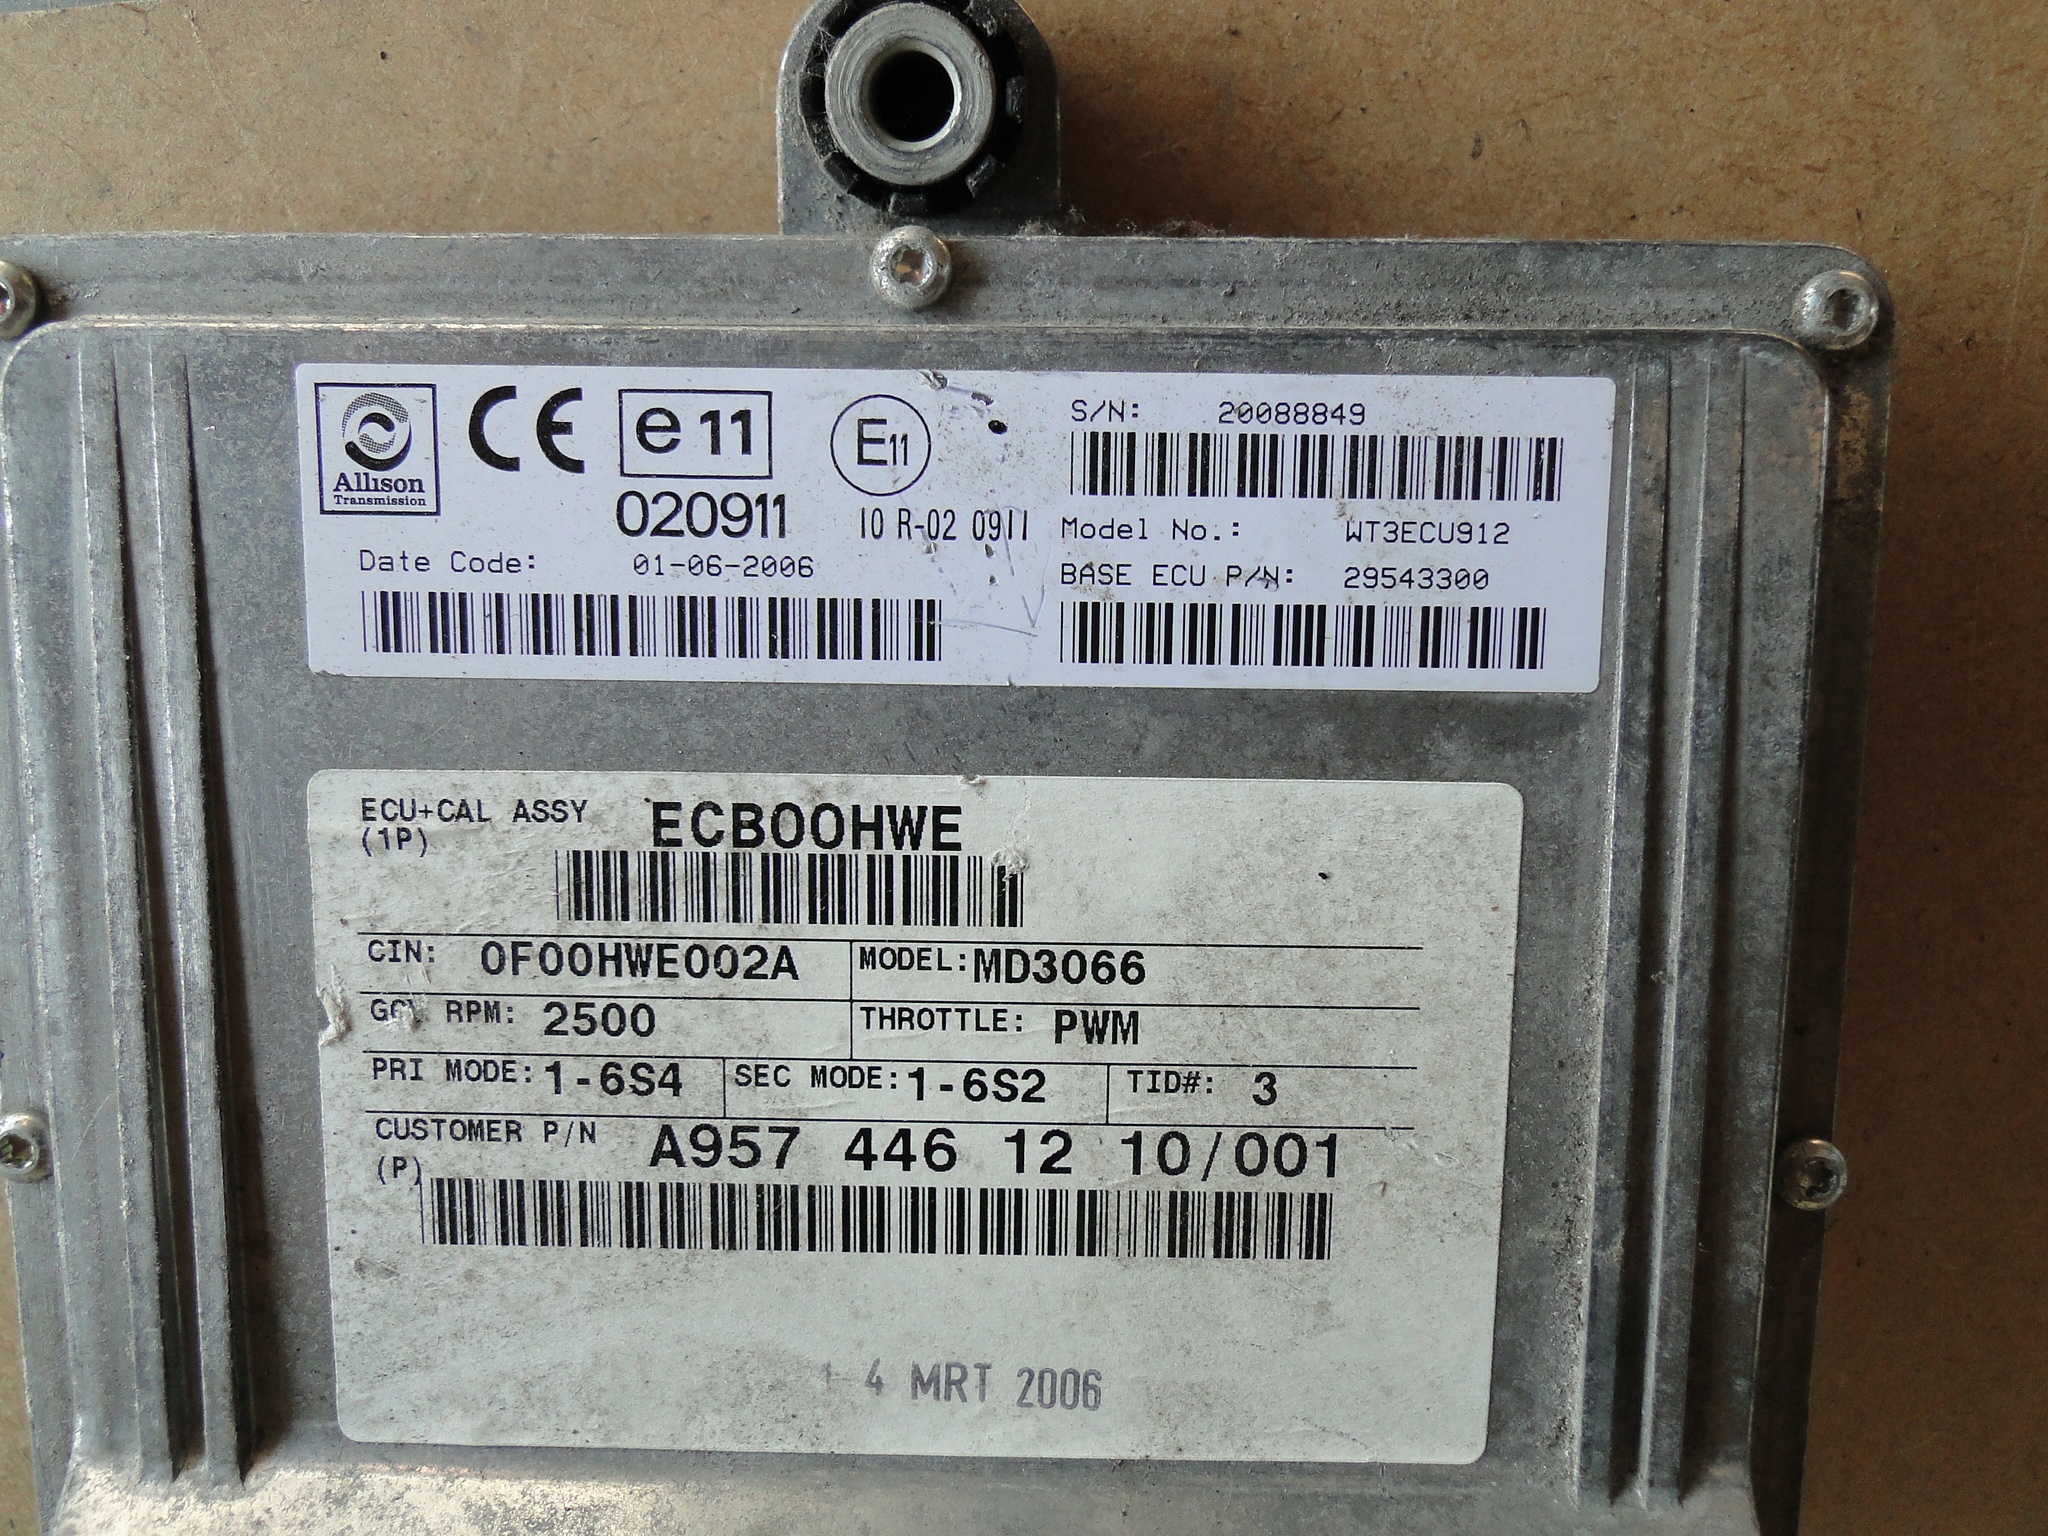 Allison
Transmission
CE
e 11
020911
E11
10 R-02 0911
S/N: 20088849
Model No.: WT3ECU912
Date Code: 01-06-2006
BASE ECU P/N: 29543300
ECU+CAL ASSY ECB00HWE
(1P)
CIN: 0F00HWE002A MODEL: MD3066
RPM: 2500 THROTTLE: PWM
PRI MODE: 1-6S4 SEC MODE: 1-6S2 TID#: 3
CUSTOMER P/N A957 446 12 10/001
(P)
1 4 MRT 2006